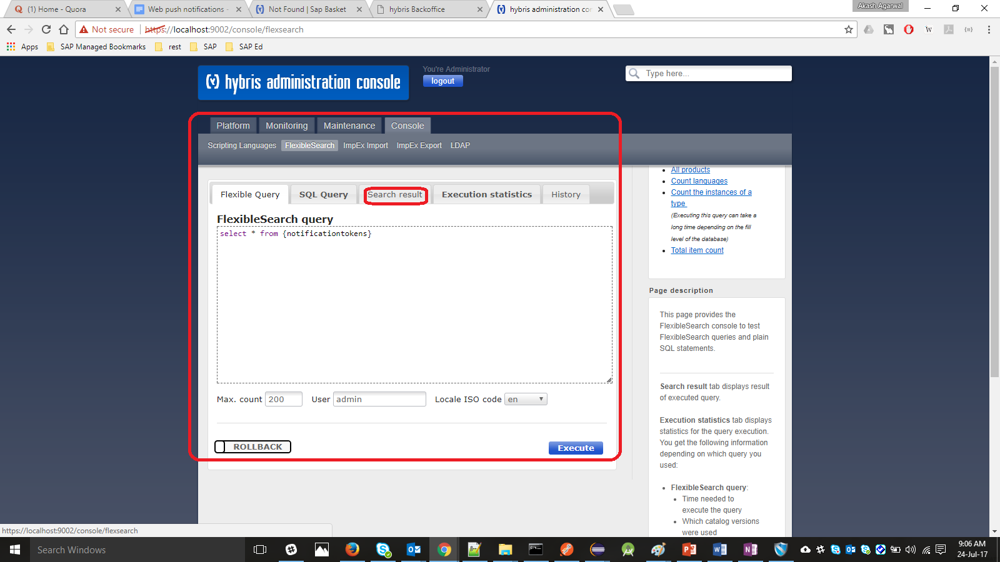 (1) Home - Quora
Web push notifications -
Not Found | Sap Basket
hybris Backoffice
hybris administration con
Akash Agarwal
Not secure
https://localhost:9002/console/flexsearch
Apps
SAP Managed Bookmarks
rest
SAP
SAP Ed
hybris administration console
You're Administrator
logout
Type here...
Platform
Monitoring
Maintenance
Console
Scripting Languages
FlexibleSearch
ImpEx Import
ImpEx Export
LDAP
Flexible Query
SQL Query
Search result
Execution statistics
History
FlexibleSearch query
select * from {notificationtokens}
Max. count 200
User admin
Locale ISO code en
ROLLBACK
Execute
All products
Count languages
Count the instances of a
type
(Executing this query can take a
long time depending on the fill
level of the database)
Total item count
Page description
This page provides the
FlexibleSearch console to test
FlexibleSearch queries and plain
SQL statements.
Search result tab displays result
of executed query.
Execution statistics tab displays
statistics for the query execution.
You get the following information
depending on which query you
used:
FlexibleSearch query:
Time needed to
execute the query
Which catalog versions
were used
https://localhost:9002/console/flexsearch
Search Windows
9:06 AM
24-Jul-17